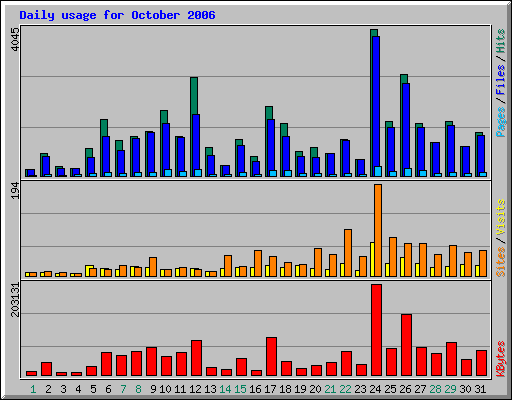 Daily usage for October 2006
4045
Pages / Files / Hits
194
Sites / Visits
203131
KBytes
1 2 3 4 5 6 7 8 9 10 11 12 13 14 15 16 17 18 19 20 21 22 23 24 25 26 27 28 29 30 31